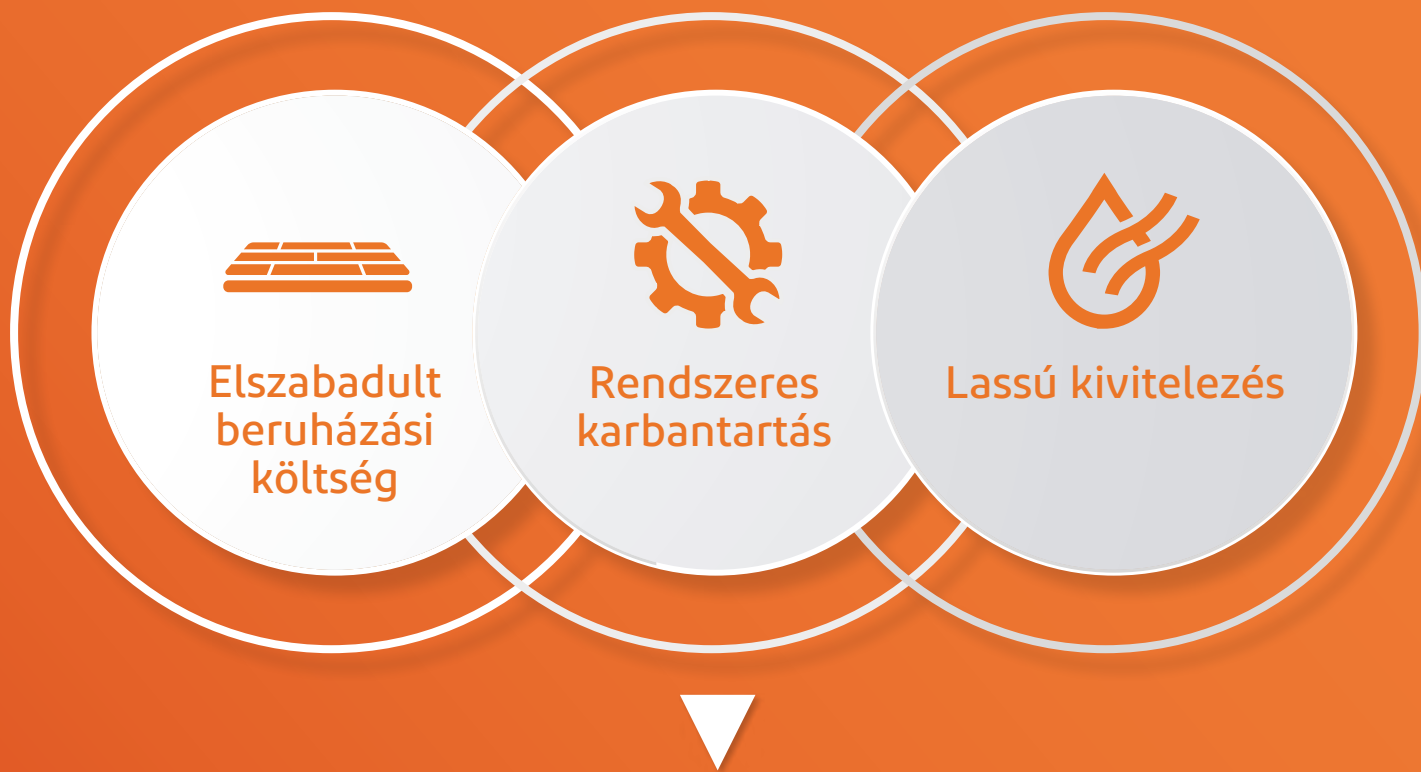 Elszabadult
beruházási
költség
Rendszeres
karbantartás
Lassú kivitelezés